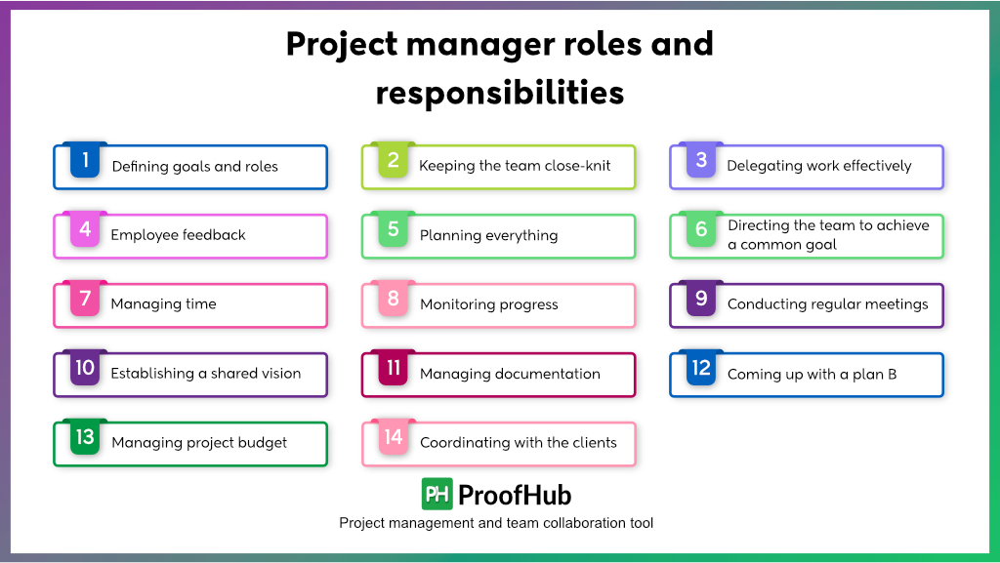 Project manager roles and
responsibilities
1 Defining goals and roles
2 Keeping the team close-knit
3 Delegating work effectively
4 Employee feedback
5 Planning everything
6 Directing the team to achieve
a common goal
7 Managing time
8 Monitoring progress
9 Conducting regular meetings
10 Establishing a shared vision
11 Managing documentation
12 Coming up with a plan B
13 Managing project budget
14 Coordinating with the clients
PH ProofHub
Project management and team collaboration tool